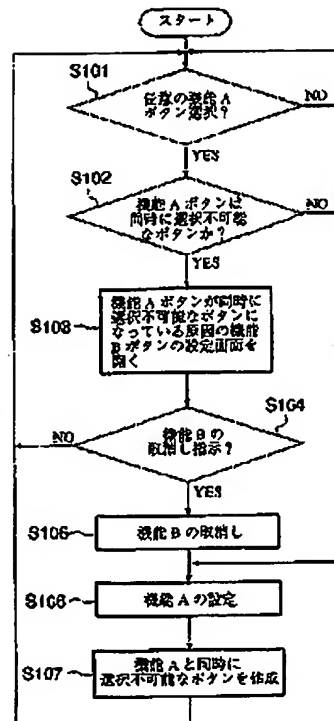 スタート
S101
任意の機能A
ボタン選択?
NO
YES
S102
機能Aボタンは
同時に選択不可能
なボタンか?
NO
YES
S103
機能Aボタンが同時に
選択不可能なボタンに
なっている原因の機能
Bボタンの設定画面を
開く
S104
機能Bの
取消し指示?
NO
YES
S105
機能Bの取消し
S106
機能Aの設定
S107
機能Aと同時に
選択不可能なボタンを作成